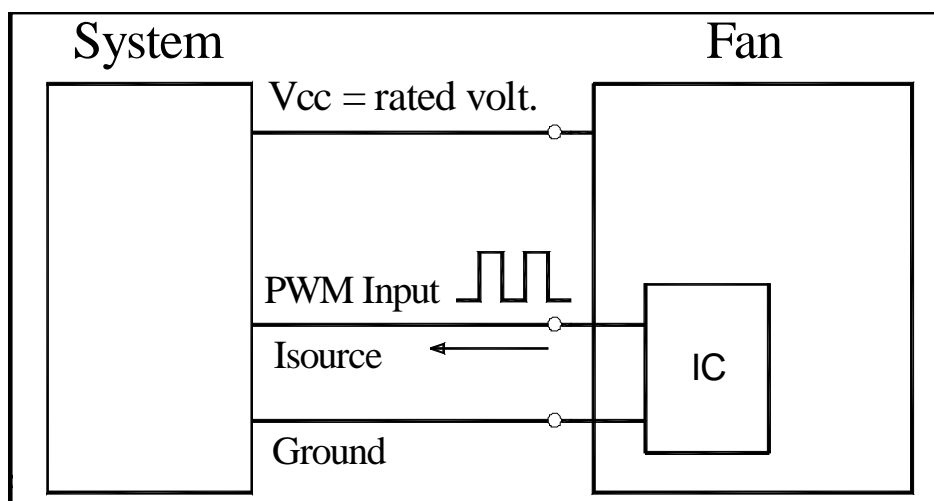 System
Fan
Vcc = rated volt.
PWM Input
Isource
IC
Ground